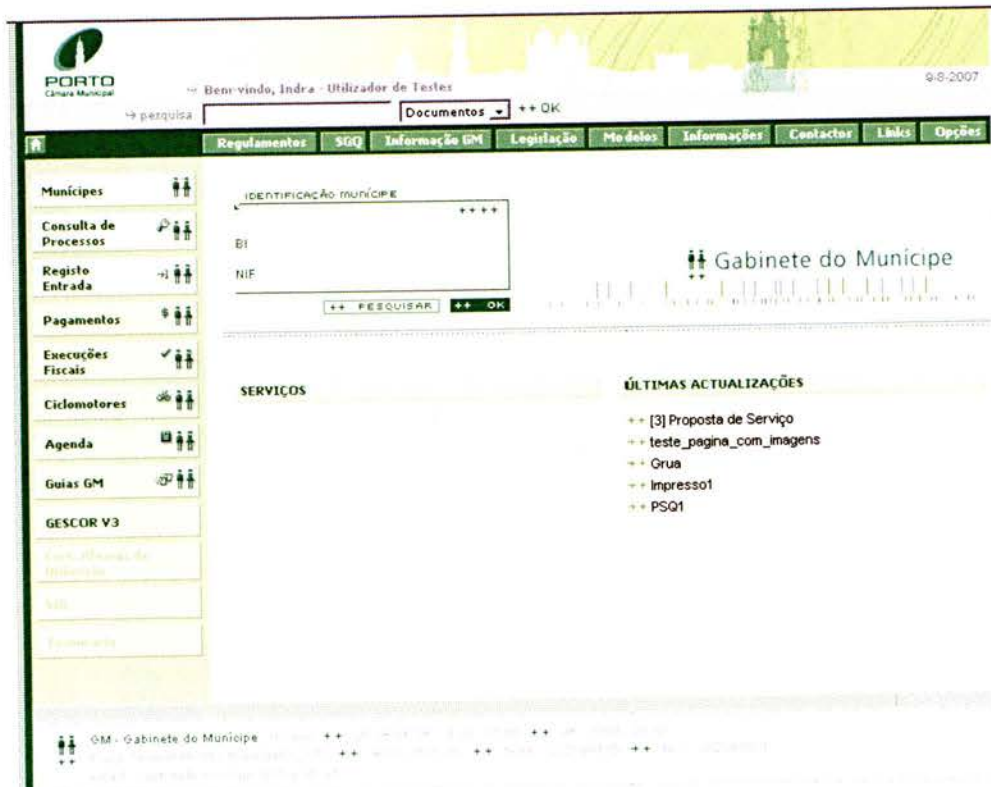 PORTO
Câmara Municipal
9-8-2007
Bem-vindo, Indra - Utilizador de Testes
pesquisa
Documentos
++ OK
Regulamentos
SGQ
Informação GM
Legislação
Modelos
Informações
Contactos
Links
Opções
Munícipes
Consulta de
Processos
Registo
Entrada
Pagamentos
Execuções
Fiscais
Ciclomotores
Agenda
Guias GM
GESCOR V3
IDENTIFICAÇÃO MUNÍCIPE
++++
BI
NIF
++ PESQUISAR
++ OK
Gabinete do Munícipe
++
SERVIÇOS
ÚLTIMAS ACTUALIZAÇÕES
++ [3] Proposta de Serviço
++ teste_pagina_com_imagens
++ Grua
++ Impresso1
++ PSQ1
GM - Gabinete do Munícipe